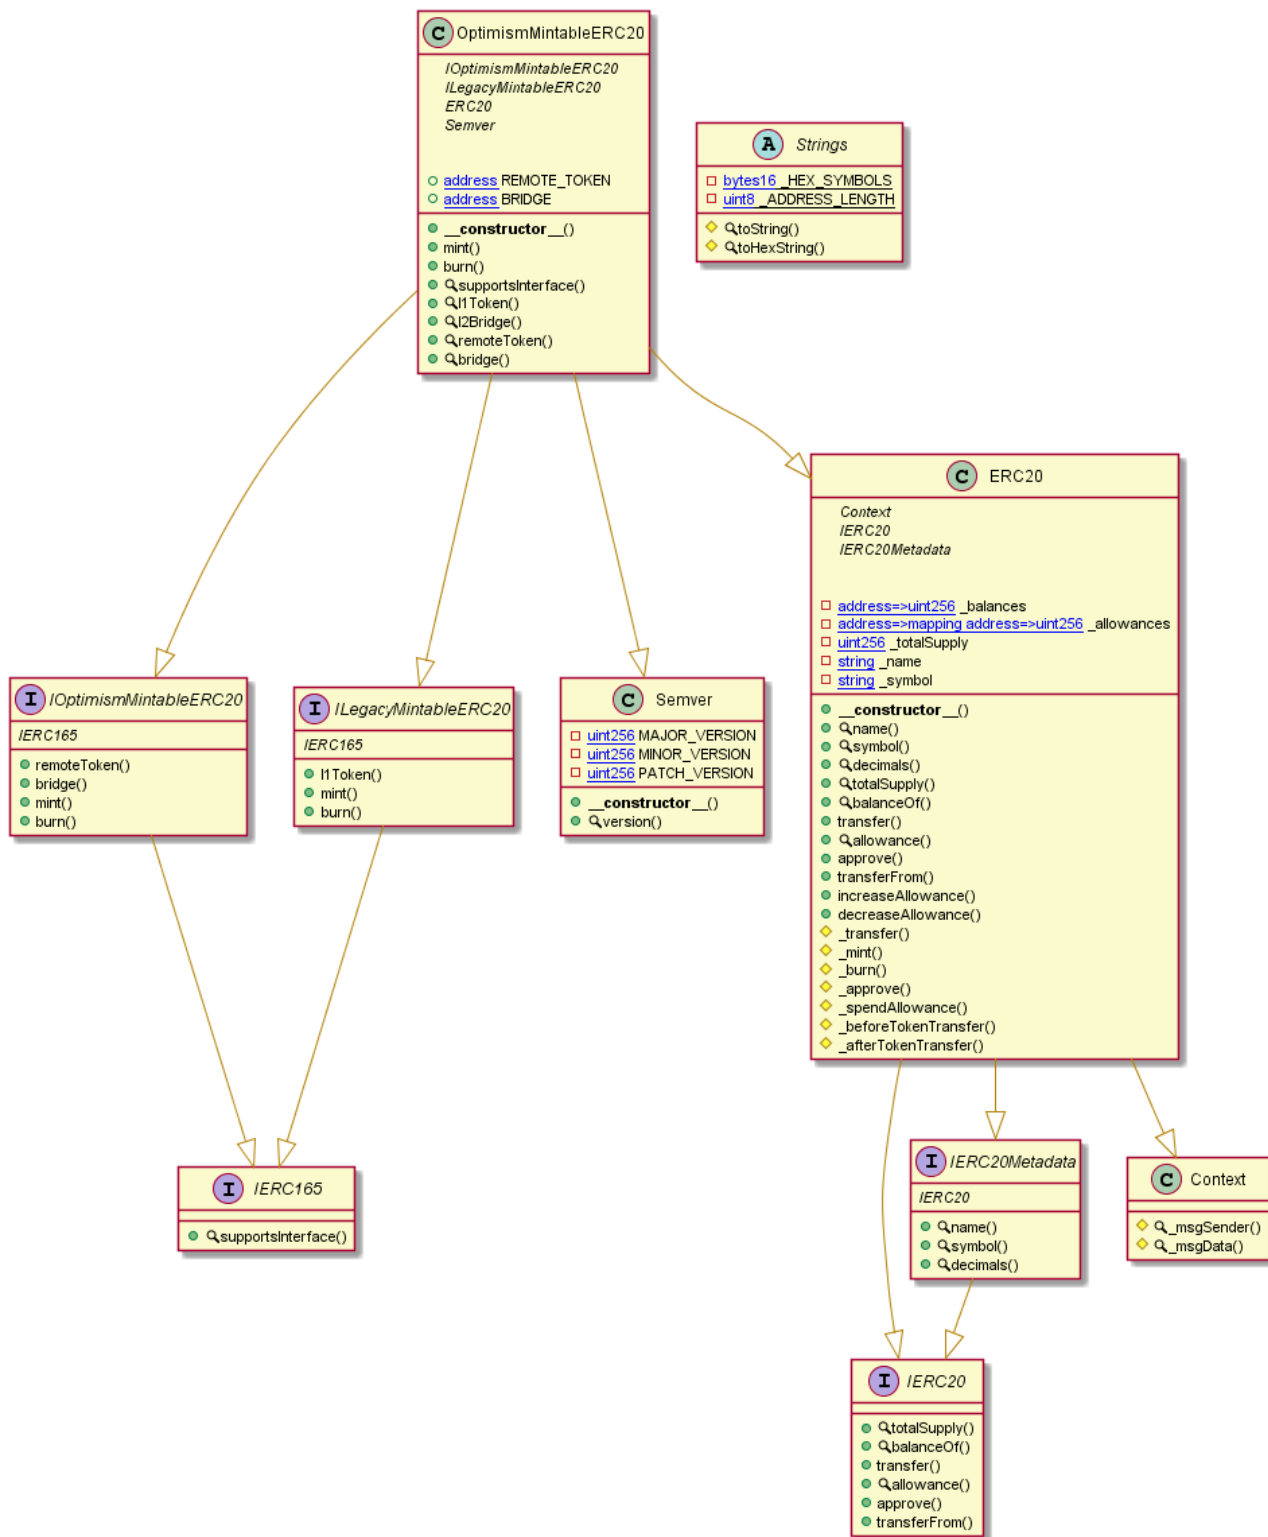 C OptimismMintableERC20
IOptimismMintableERC20
ILegacyMintableERC20
ERC20
Semver
address REMOTE_TOKEN
address BRIDGE
__constructor__()
mint()
burn()
supportsInterface()
l1Token()
l2Bridge()
remoteToken()
bridge()
A Strings
bytes16 _HEX_SYMBOLS
uint8 _ADDRESS_LENGTH
toString()
toHexString()
C ERC20
Context
IERC20
IERC20Metadata
address=>uint256 _balances
address=>mapping address=>uint256 _allowances
uint256 _totalSupply
string _name
string _symbol
__constructor__()
name()
symbol()
decimals()
totalSupply()
balanceOf()
transfer()
allowance()
approve()
transferFrom()
increaseAllowance()
decreaseAllowance()
_transfer()
_mint()
_burn()
_approve()
_spendAllowance()
_beforeTokenTransfer()
_afterTokenTransfer()
I IOptimismMintableERC20
IERC165
remoteToken()
bridge()
mint()
burn()
I ILegacyMintableERC20
IERC165
l1Token()
mint()
burn()
C Semver
uint256 MAJOR_VERSION
uint256 MINOR_VERSION
uint256 PATCH_VERSION
__constructor__()
version()
I IERC165
supportsInterface()
I IERC20Metadata
IERC20
name()
symbol()
decimals()
C Context
_msgSender()
_msgData()
I IERC20
totalSupply()
balanceOf()
transfer()
allowance()
approve()
transferFrom()